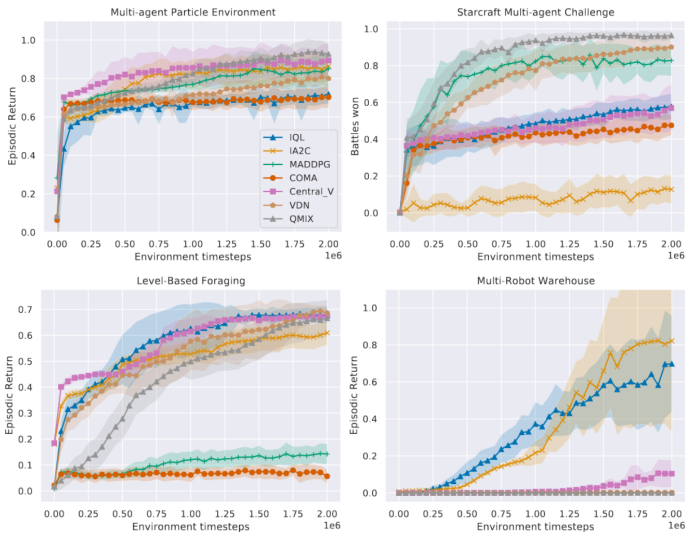 Multi-agent Particle Environment
Episodic Return
1.0
0.8
0.6
0.4
0.2
0.0
IQL
IA2C
MADDPG
COMA
Central_V
VDN
QMIX
0.00 0.25 0.50 0.75 1.00 1.25 1.50 1.75 2.00
Environment timesteps 1e6
Starcraft Multi-agent Challenge
Battles won
1.0
0.8
0.6
0.4
0.2
0.0
0.00 0.25 0.50 0.75 1.00 1.25 1.50 1.75 2.00
Environment timesteps 1e6
Level-Based Foraging
Episodic Return
0.7
0.6
0.5
0.4
0.3
0.2
0.1
0.0
0.00 0.25 0.50 0.75 1.00 1.25 1.50 1.75 2.00
Environment timesteps 1e6
Multi-Robot Warehouse
Episodic Return
1.0
0.8
0.6
0.4
0.2
0.0
0.00 0.25 0.50 0.75 1.00 1.25 1.50 1.75 2.00
Environment timesteps 1e6